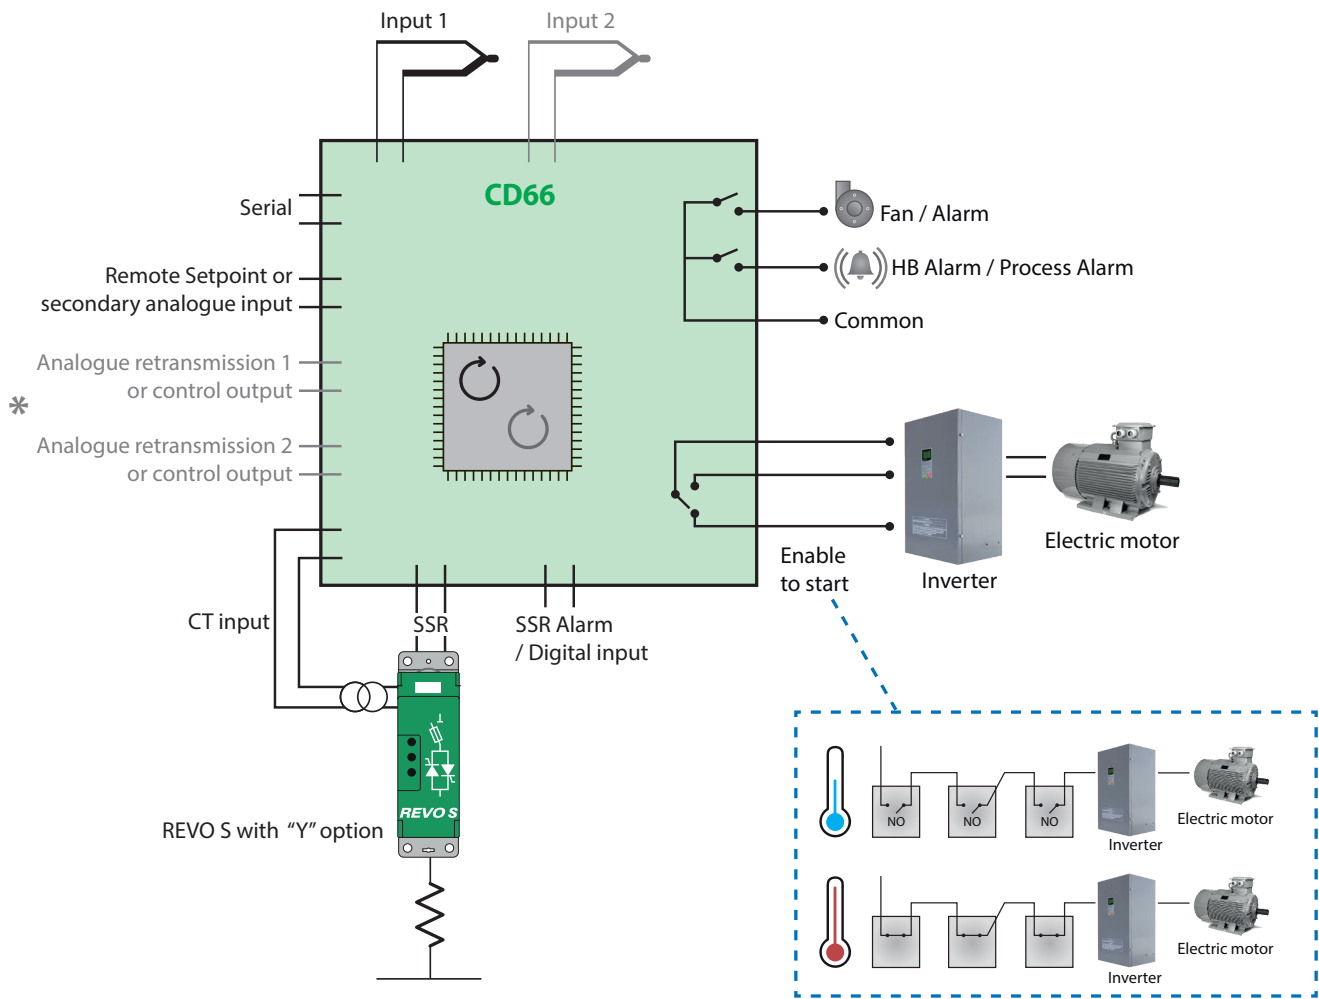 Input 1
Input 2
CD66
Serial
Remote Setpoint or
secondary analogue input
Analogue retransmission 1
or control output
*
Analogue retransmission 2
or control output
Fan / Alarm
HB Alarm / Process Alarm
Common
Enable
to start
Inverter
Electric motor
CT input
SSR
SSR Alarm
/ Digital input
REVO S
REVO S with “Y” option
NO
NO
NO
Inverter
Electric motor
Inverter
Electric motor